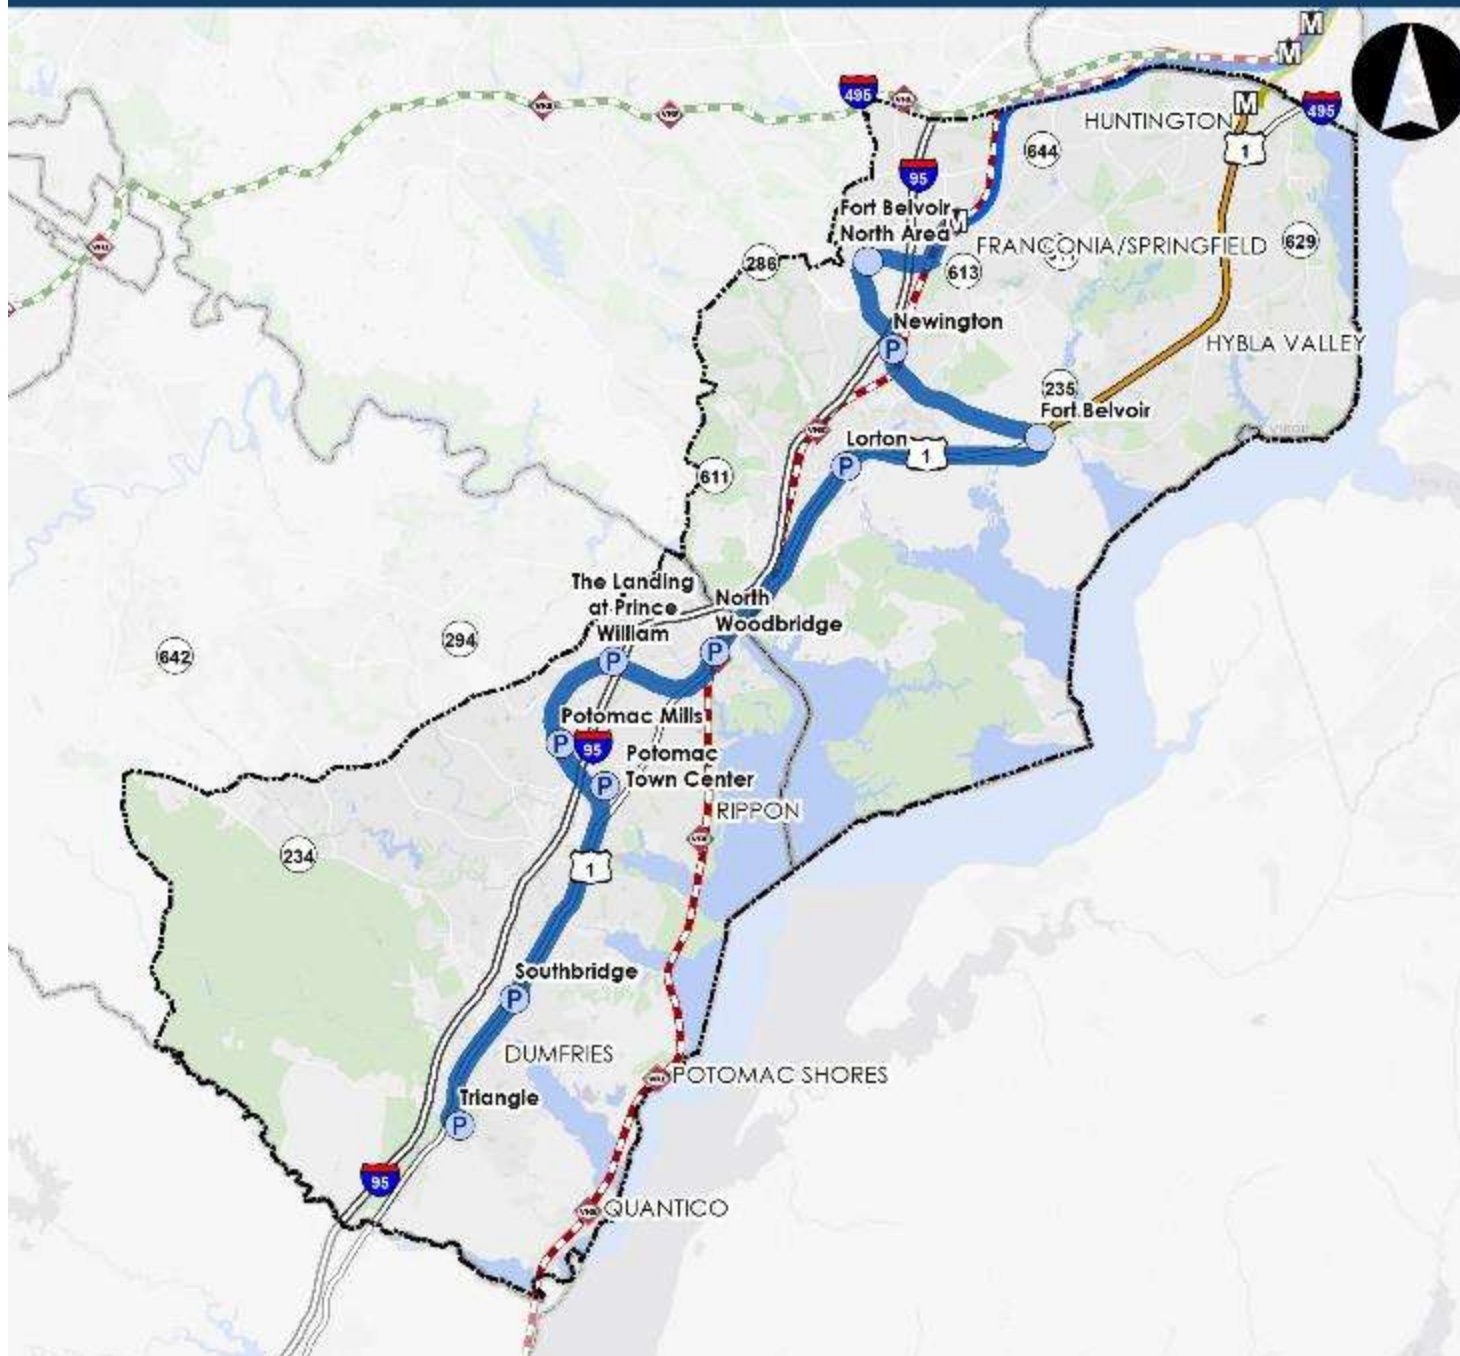 M
M
495
M
495
HUNTINGTON
644
1
95
Fort Belvoir
M
North Area
FRANCONIA/SPRINGFIELD
629
286
613
Newington
P
HYBLA VALLEY
235
Fort Belvoir
Lorton
1
P
611
The Landing
at Prince
William
North
Woodbridge
294
642
P
P
Potomac Mills
P
95
Potomac
Town Center
P
RIPPON
234
1
Southbridge
P
DUMFRIES
POTOMAC SHORES
Triangle
P
95
QUANTICO